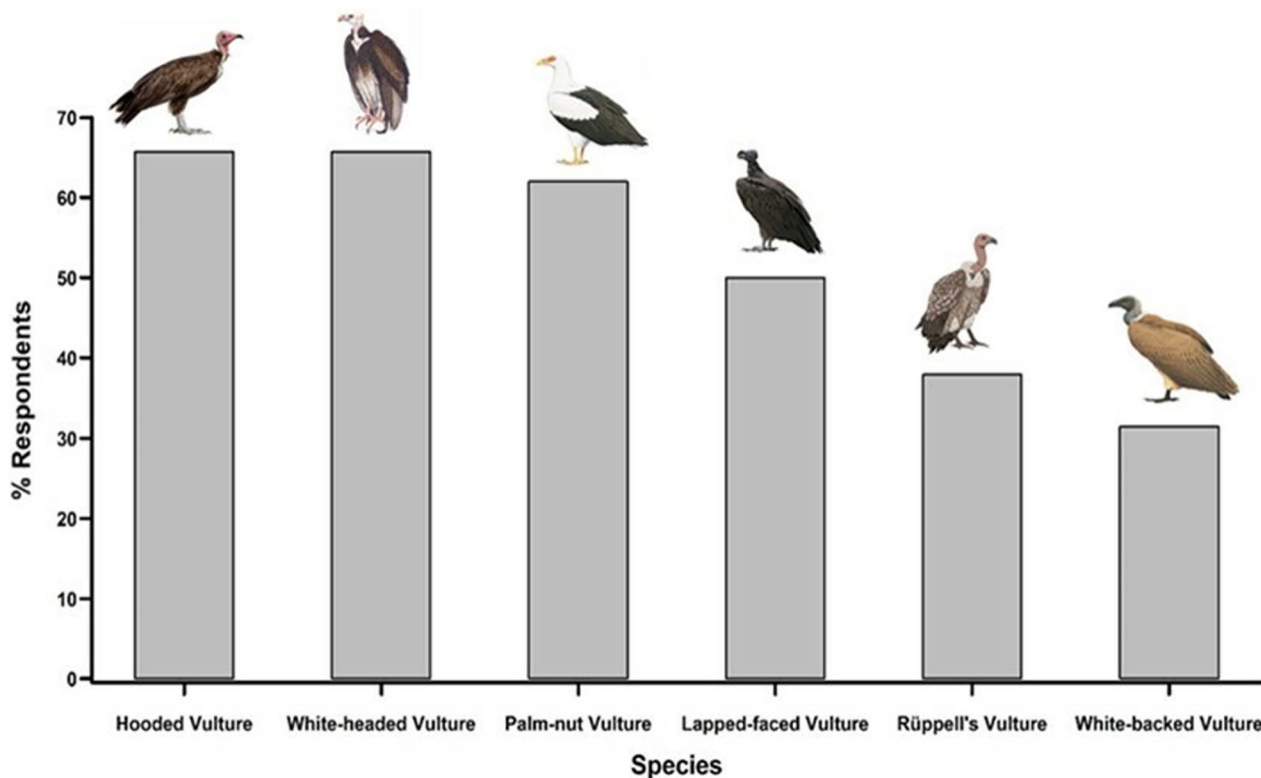 70
60
50
40
30
20
10
0
% Respondents
Hooded Vulture White-headed Vulture Palm-nut Vulture Lapped-faced Vulture Rüppell's Vulture White-backed Vulture
Species